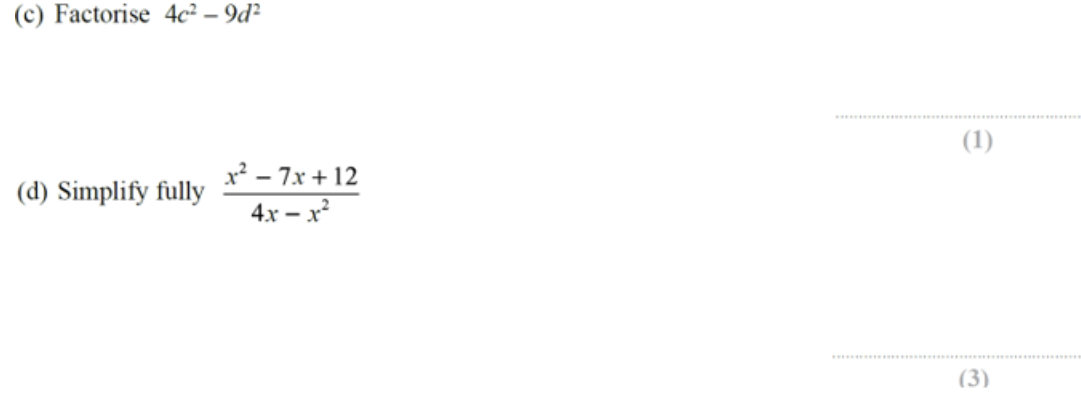 (c) Factorise 4c² – 9d²
(1)
(d) Simplify fully x² – 7x + 12
4x – x²
(3)